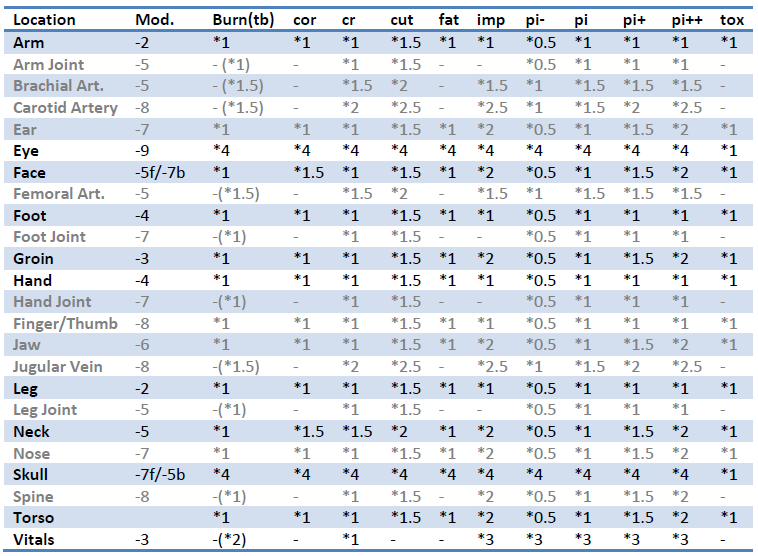 Location Mod. Burn(tb) cor cr cut fat imp pi- pi pi+ pi++ tox
Arm -2 *1 *1 *1 *1.5 *1 *1 *0.5 *1 *1 *1 *1
Arm Joint -5 - (*1) - *1 *1.5 - - *0.5 *1 *1 *1 -
Brachial Art. -5 - (*1.5) - *1.5 *2 - *1.5 *1 *1.5 *1.5 *1.5 -
Carotid Artery -8 - (*1.5) - *2 *2.5 - *2.5 *1 *1.5 *2 *2.5 -
Ear -7 *1 *1 *1 *1.5 *1 *2 *0.5 *1 *1.5 *2 *1
Eye -9 *4 *4 *4 *4 *4 *4 *4 *4 *4 *4 *1
Face -5f/-7b *1 *1.5 *1 *1.5 *1 *2 *0.5 *1 *1.5 *2 *1
Femoral Art. -5 -(*1.5) - *1.5 *2 - *1.5 *1 *1.5 *1.5 *1.5 -
Foot -4 *1 *1 *1 *1.5 *1 *1 *0.5 *1 *1 *1 *1
Foot Joint -7 -(*1) - *1 *1.5 - - *0.5 *1 *1 *1 -
Groin -3 *1 *1 *1 *1.5 *1 *2 *0.5 *1 *1.5 *2 *1
Hand -4 *1 *1 *1 *1.5 *1 *1 *0.5 *1 *1 *1 *1
Hand Joint -7 -(*1) - *1 *1.5 - - *0.5 *1 *1 *1 -
Finger/Thumb -8 *1 *1 *1 *1.5 *1 *1 *0.5 *1 *1 *1 *1
Jaw -6 *1 *1 *1 *1.5 *1 *2 *0.5 *1 *1.5 *2 *1
Jugular Vein -8 -(*1.5) - *2 *2.5 - *2.5 *1 *1.5 *2 *2.5 -
Leg -2 *1 *1 *1 *1.5 *1 *1 *0.5 *1 *1 *1 *1
Leg Joint -5 -(*1) - *1 *1.5 - - *0.5 *1 *1 *1 -
Neck -5 *1 *1.5 *1.5 *2 *1 *2 *0.5 *1 *1.5 *2 *1
Nose -7 *1 *1 *1 *1.5 *1 *2 *0.5 *1 *1.5 *2 *1
Skull -7f/-5b *4 *4 *4 *4 *4 *4 *4 *4 *4 *4 *1
Spine -8 -(*1) - *1 *1.5 - *2 *0.5 *1 *1.5 *2 -
Torso *1 *1 *1 *1.5 *1 *2 *0.5 *1 *1.5 *2 *1
Vitals -3 -(*2) - *1 - - *3 *3 *3 *3 *3 -